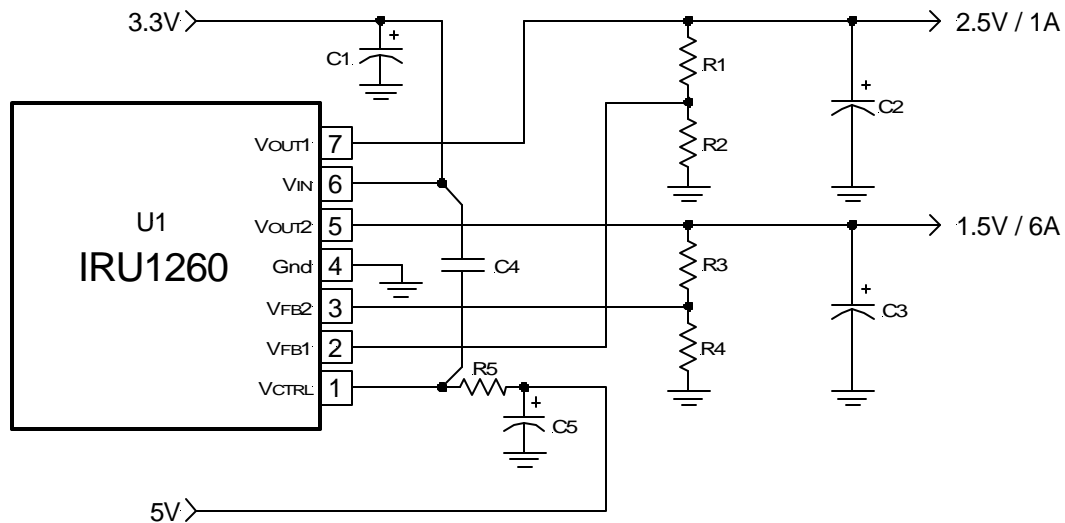 3.3V
+
C1
2.5V / 1A
R1
+
C2
R2
VOUT1 7
VIN 6
VOUT2 5
Gnd 4
VFB2 3
VFB1 2
VCTRL 1
U1
IRU1260
C4
1.5V / 6A
R3
+
C3
R4
R5
+
C5
5V